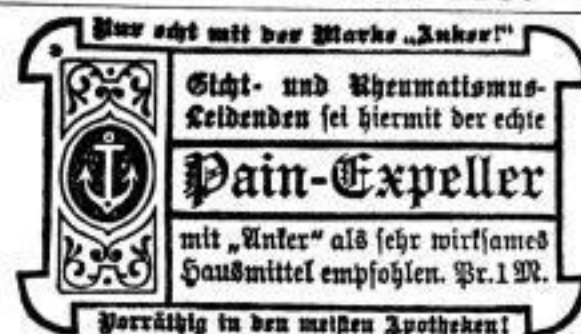 Nur echt mit der Marke „Anker!“
Gicht- und Rheumatismus-
Leidenden sei hiermit der echte
Pain-Expeller
mit „Anker“ als sehr wirksames
Hausmittel empfohlen. Pr. 1 M.
Vorräthig in den meisten Apotheken!